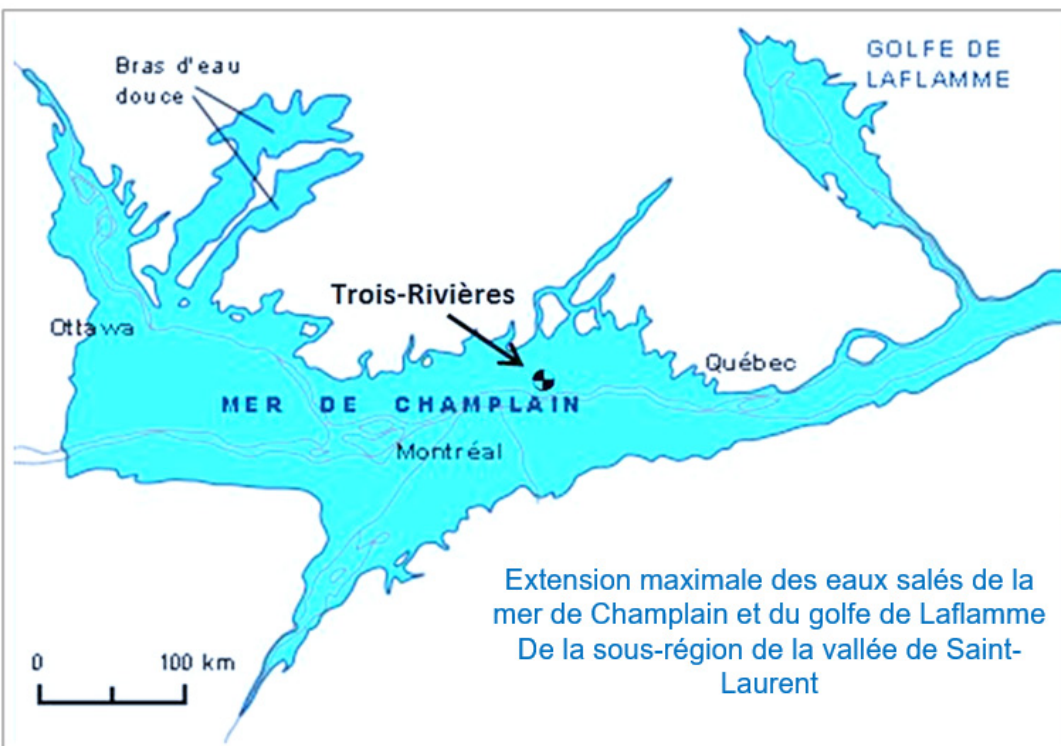 Bras d'eau
douce
GOLFE DE
LAFLAMME
Trois-Rivières
Ottawa
Québec
MER DE CHAMPLAIN
Montréal
Extension maximale des eaux salés de la
mer de Champlain et du golfe de Laflamme
De la sous-région de la vallée de Saint-
Laurent
0 100 km